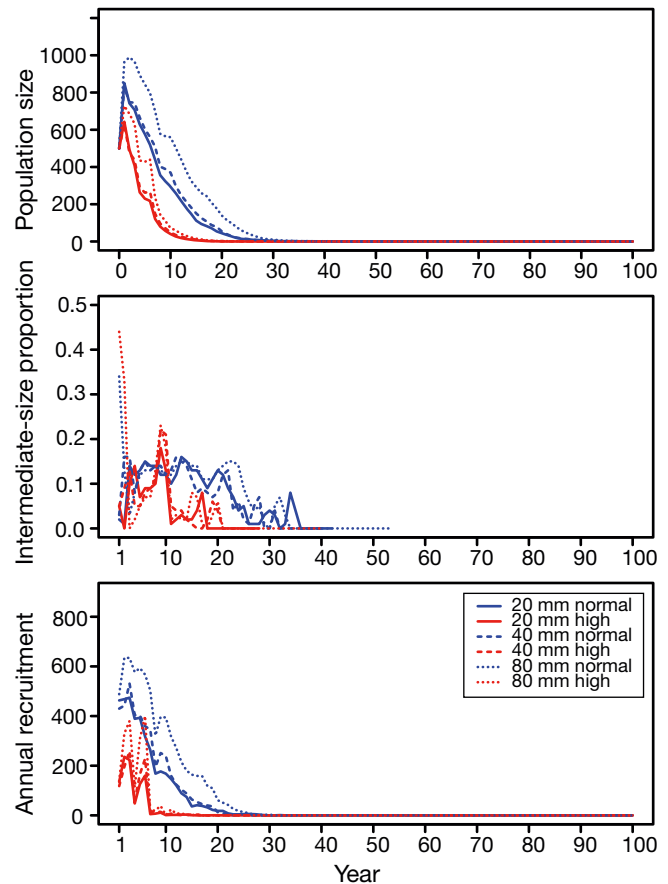 Population size
1000
800
600
400
200
0
0 10 20 30 40 50 60 70 80 90 100
Intermediate-size proportion
0.5
0.4
0.3
0.2
0.1
0.0
1 10 20 30 40 50 60 70 80 90 100
Annual recruitment
800
600
400
200
0
20 mm normal
20 mm high
40 mm normal
40 mm high
80 mm normal
80 mm high
1 10 20 30 40 50 60 70 80 90 100
Year